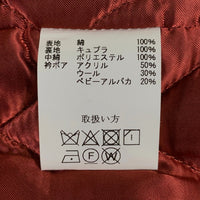 表地 綿 100%
裏地 キュプラ 100%
中綿 ポリエステル 100%
衿ボア アクリル 50%
ウール 30%
ベビーアルパカ 20%
取扱い方
P F W